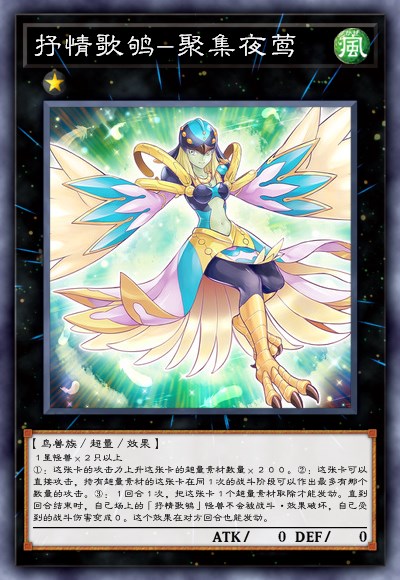 抒情歌鸲-聚集夜莺
風
【鸟兽族/超量/效果】
1星怪兽×2只以上
①:这张卡的攻击力上升这张卡的超量素材数量×200。②:这张卡可以
直接攻击,持有超量素材的这张卡在同1次的战斗阶段可以作出最多有那个
数量的攻击。③:1回合1次,把这张卡1个超量素材取除才能发动。直到
回合结束时,自己场上的「抒情歌鸲」怪兽不会被战斗·效果破坏,自己受
到的战斗伤害变成0。这个效果在对方回合也能发动。
ATK/ 0 DEF/ 0